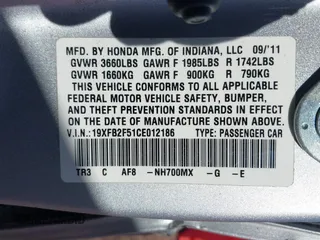 MFD. BY HONDA MFG. OF INDIANA, LLC 09/'11
GVWR 3660LBS GAWR F 1985LBS R 1742LBS
GVWR 1660KG GAWR F 900KG R 790KG
THIS VEHICLE CONFORMS TO ALL APPLICABLE
FEDERAL MOTOR VEHICLE SAFETY, BUMPER,
AND THEFT PREVENTION STANDARDS IN EFFECT
ON THE DATE OF MANUFACTURE SHOWN ABOVE.
V.I.N.:19XFB2F51CE012186 TYPE: PASSENGER CAR
TR3 C AF8 -NH700MX -G -E